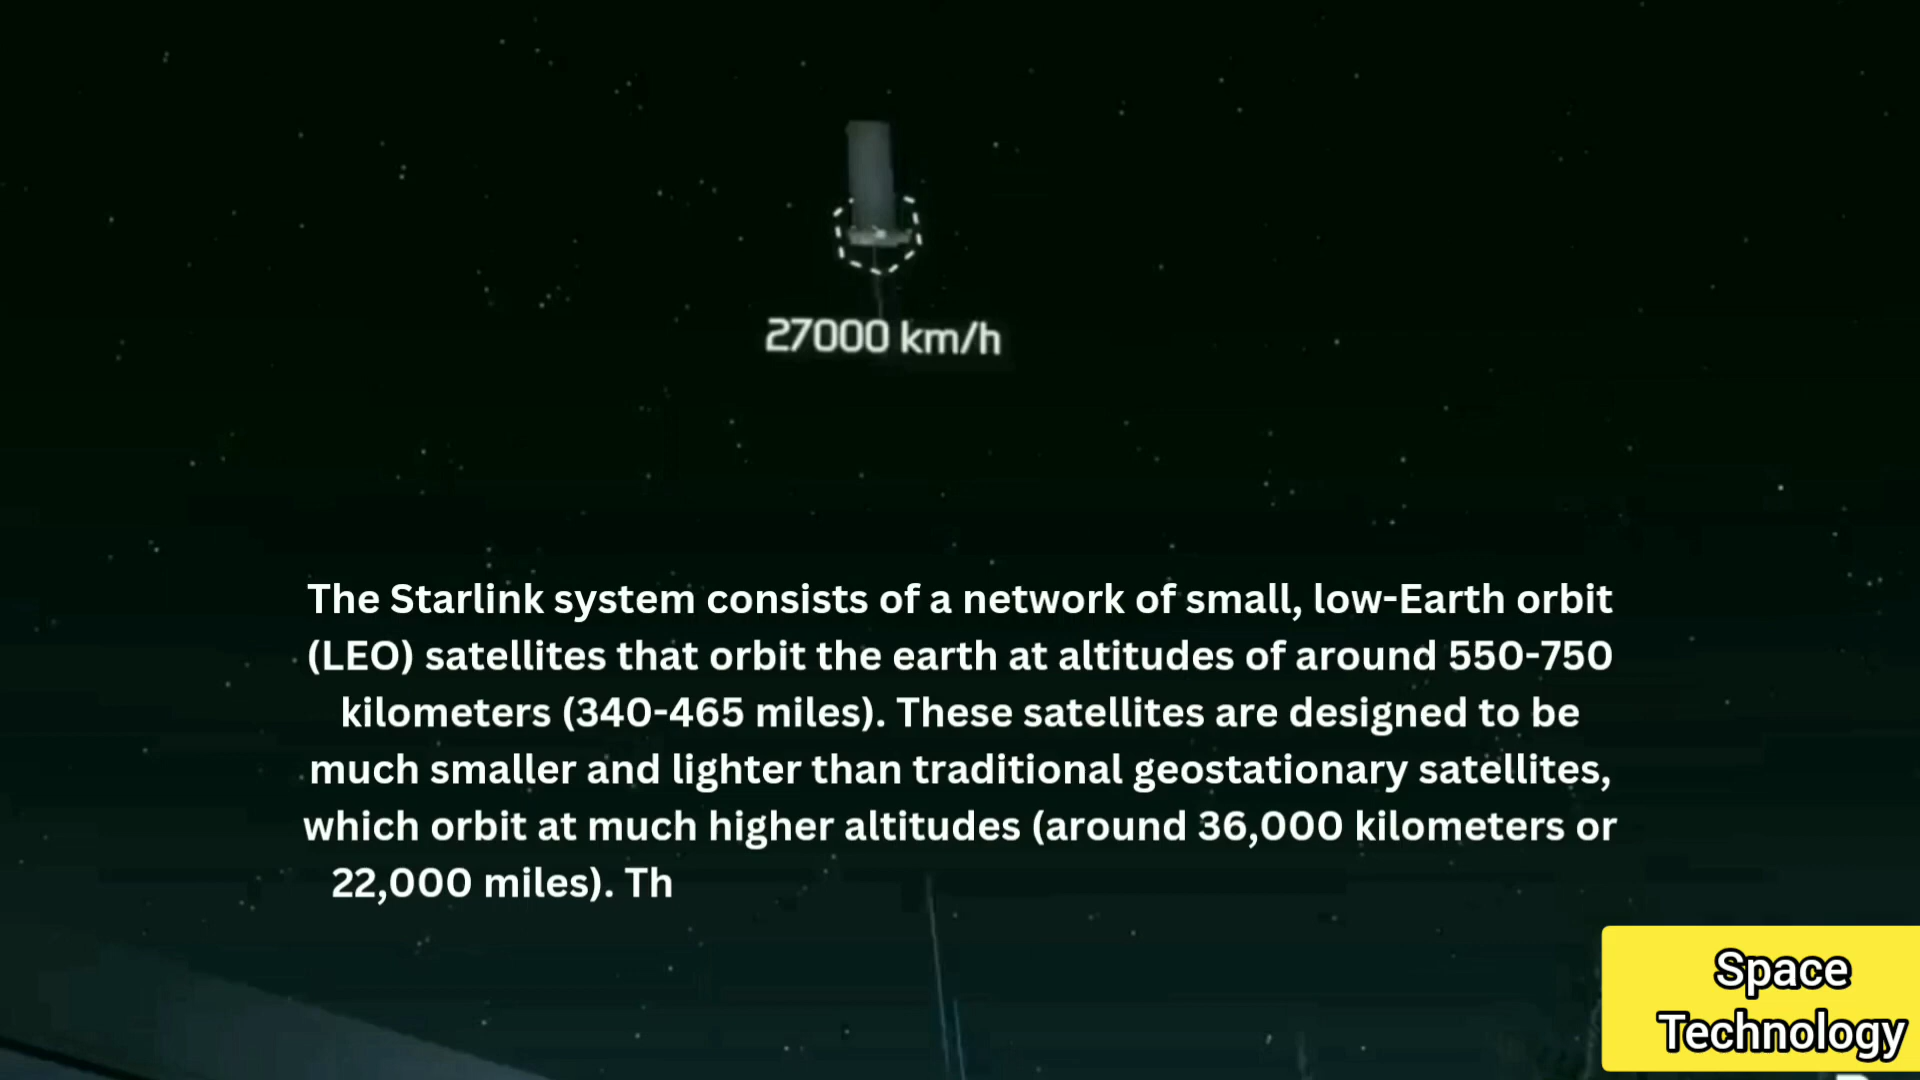 27000 km/h
The Starlink system consists of a network of small, low-Earth orbit
(LEO) satellites that orbit the earth at altitudes of around 550-750
kilometers (340-465 miles). These satellites are designed to be
much smaller and lighter than traditional geostationary satellites,
which orbit at much higher altitudes (around 36,000 kilometers or
22,000 miles). Th
Space
Technology